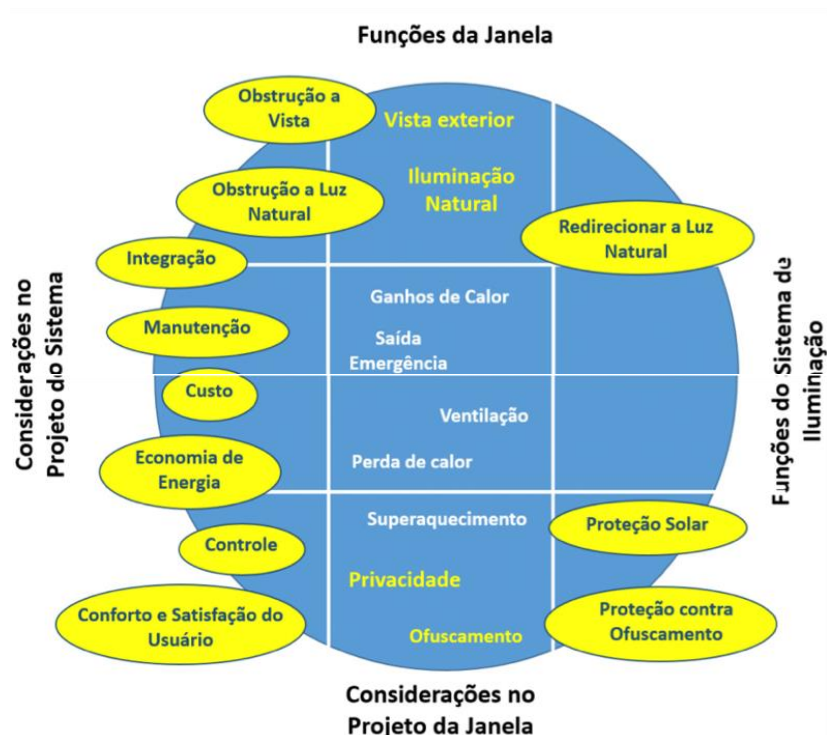 Funções da Janela
Obstrução a
Vista
Vista exterior
Iluminação
Natural
Obstrução a Luz
Natural
Redirecionar a Luz
Natural
Integração
Ganhos de Calor
Manutenção
Saída
Emergência
Custo
Ventilação
Economia de
Energia
Perda de calor
Superaquecimento
Proteção Solar
Controle
Privacidade
Conforto e Satisfação do
Usuário
Ofuscamento
Proteção contra
Ofuscamento
Considerações no
Projeto do Sistema
Funções do Sistema de
Iluminação
Considerações no
Projeto da Janela